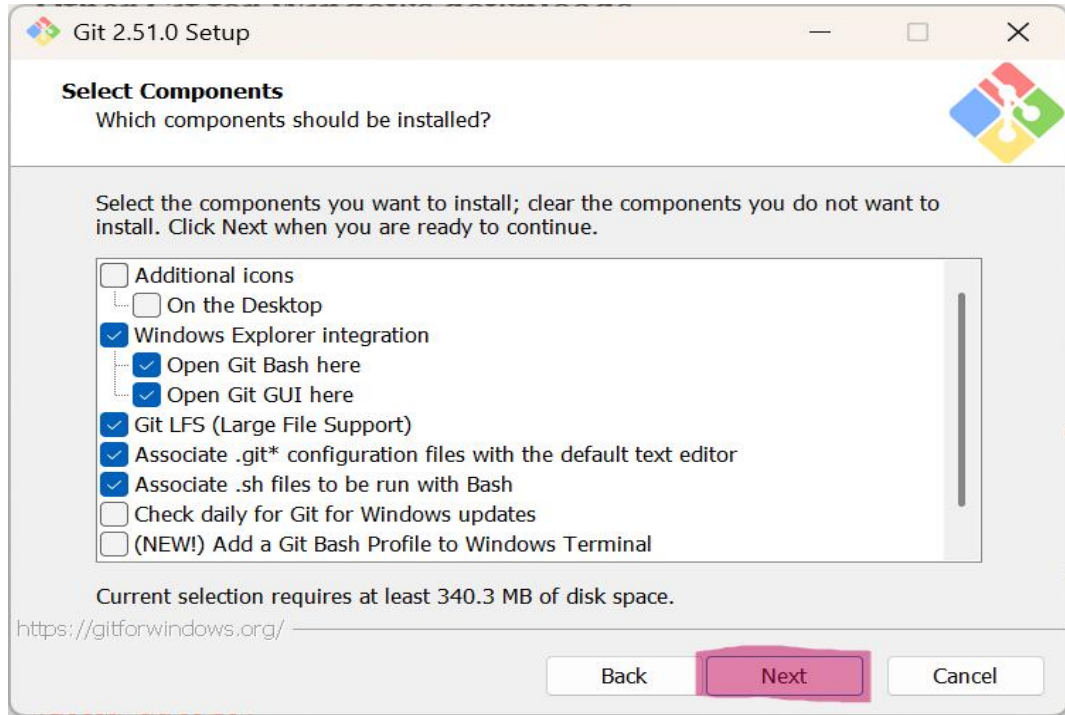 Git 2.51.0 Setup
Select Components
Which components should be installed?
Select the components you want to install; clear the components you do not want to
install. Click Next when you are ready to continue.
Additional icons
On the Desktop
Windows Explorer integration
Open Git Bash here
Open Git GUI here
Git LFS (Large File Support)
Associate .git* configuration files with the default text editor
Associate .sh files to be run with Bash
Check daily for Git for Windows updates
(NEW!) Add a Git Bash Profile to Windows Terminal
Current selection requires at least 340.3 MB of disk space.
https://gitforwindows.org/
Back
Next
Cancel